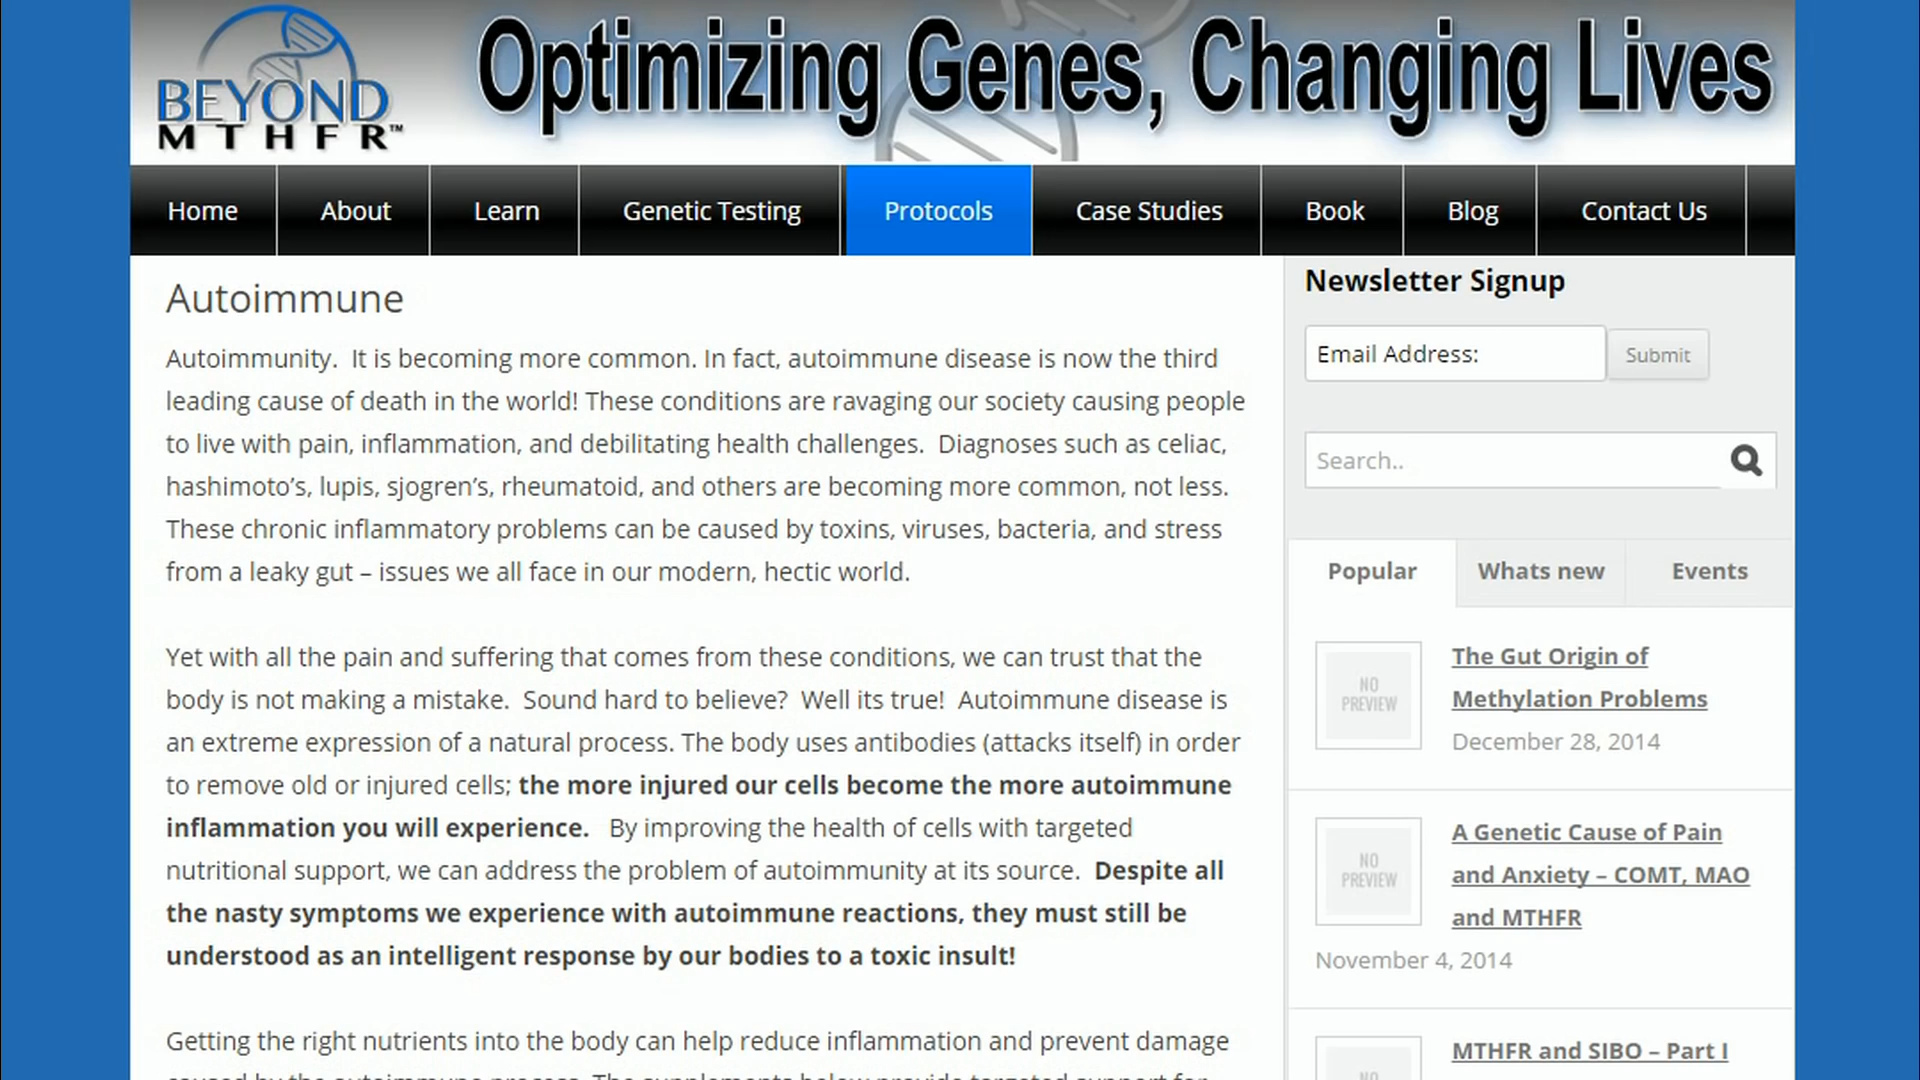 BEYOND
MTHFR™
Optimizing Genes, Changing Lives
Home
About
Learn
Genetic Testing
Protocols
Case Studies
Book
Blog
Contact Us
Autoimmune
Autoimmunity.  It is becoming more common. In fact, autoimmune disease is now the third
leading cause of death in the world! These conditions are ravaging our society causing people
to live with pain, inflammation, and debilitating health challenges.  Diagnoses such as celiac,
hashimoto’s, lupis, sjogren’s, rheumatoid, and others are becoming more common, not less.
These chronic inflammatory problems can be caused by toxins, viruses, bacteria, and stress
from a leaky gut – issues we all face in our modern, hectic world.
Yet with all the pain and suffering that comes from these conditions, we can trust that the
body is not making a mistake.  Sound hard to believe?  Well its true!  Autoimmune disease is
an extreme expression of a natural process. The body uses antibodies (attacks itself) in order
to remove old or injured cells; the more injured our cells become the more autoimmune
inflammation you will experience.   By improving the health of cells with targeted
nutritional support, we can address the problem of autoimmunity at its source.  Despite all
the nasty symptoms we experience with autoimmune reactions, they must still be
understood as an intelligent response by our bodies to a toxic insult!
Getting the right nutrients into the body can help reduce inflammation and prevent damage
caused by the autoimmune process. The supplements below provide targeted support for
Newsletter Signup
Email Address:
Submit
Search..
Popular
Whats new
Events
NO
PREVIEW
The Gut Origin of
Methylation Problems
December 28, 2014
NO
PREVIEW
A Genetic Cause of Pain
and Anxiety – COMT, MAO
and MTHFR
November 4, 2014
NO
MTHFR and SIBO – Part I